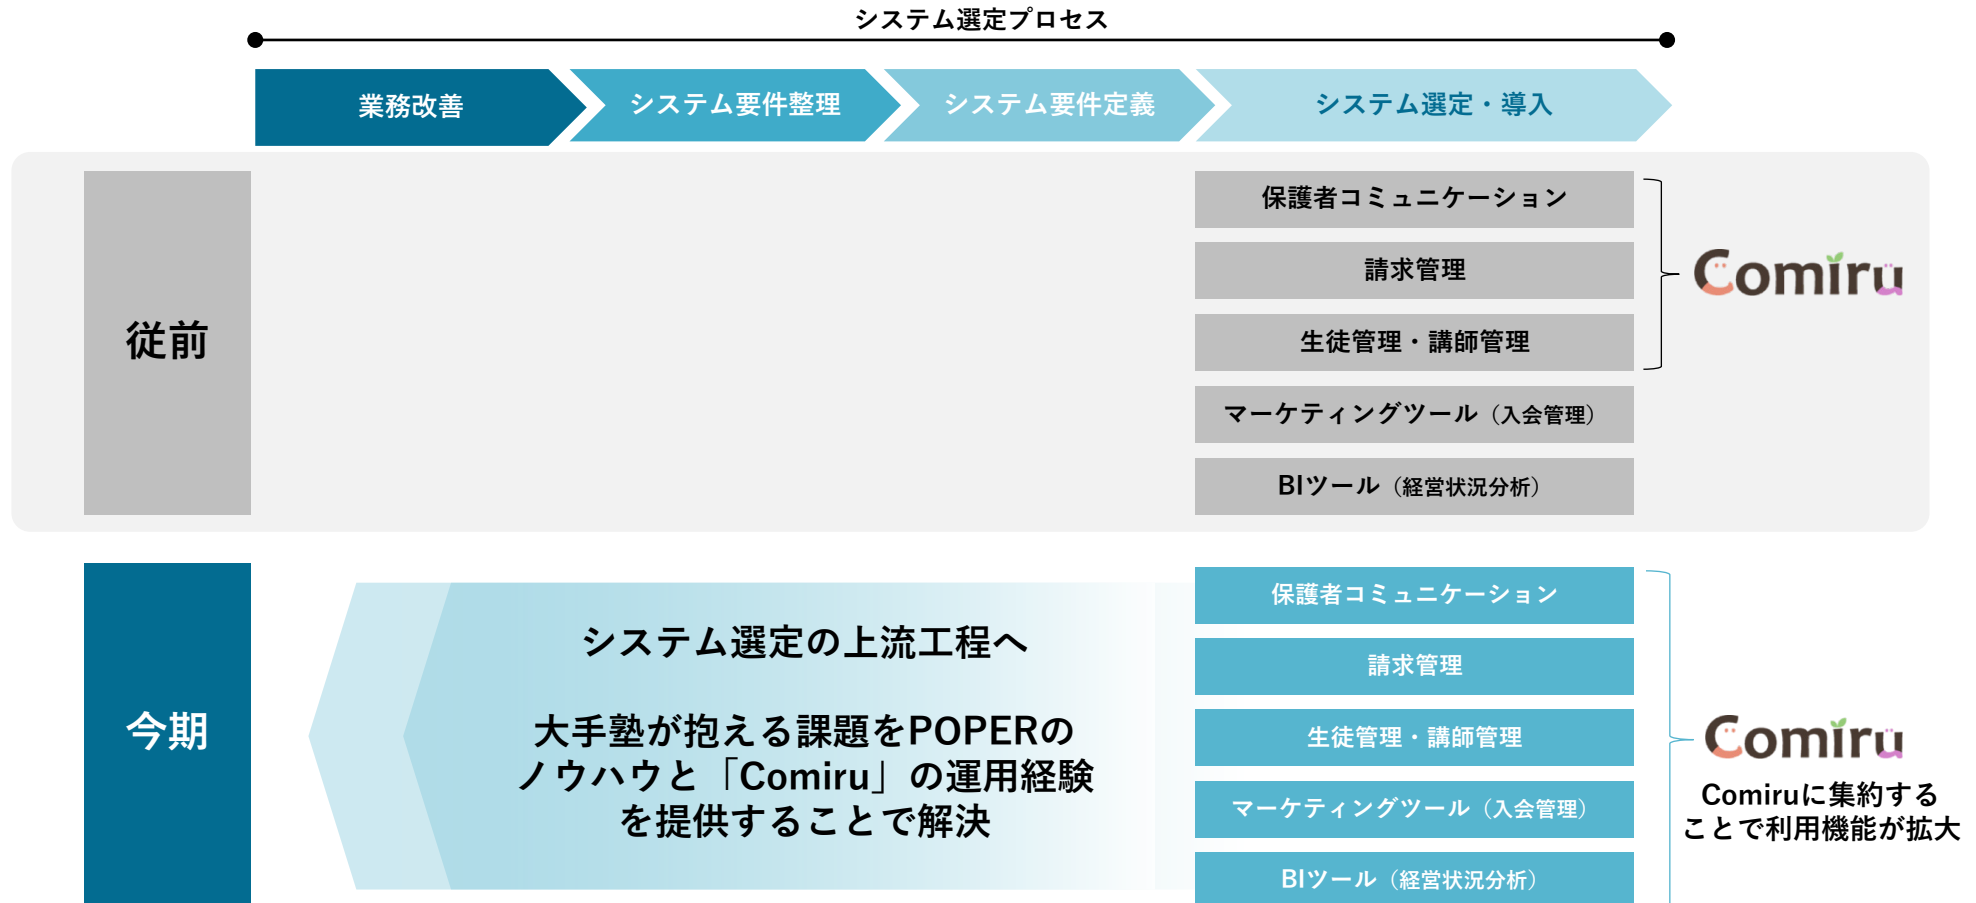 システム選定プロセス
業務改善
システム要件整理
システム要件定義
システム選定・導入
従前
保護者コミュニケーション
請求管理
生徒管理・講師管理
マーケティングツール（入会管理）
BIツール（経営状況分析）
Comiru
今期
システム選定の上流工程へ
大手塾が抱える課題をPOPERの
ノウハウと「Comiru」の運用経験
を提供することで解決
保護者コミュニケーション
請求管理
生徒管理・講師管理
マーケティングツール（入会管理）
BIツール（経営状況分析）
Comiru
Comiruに集約する
ことで利用機能が拡大